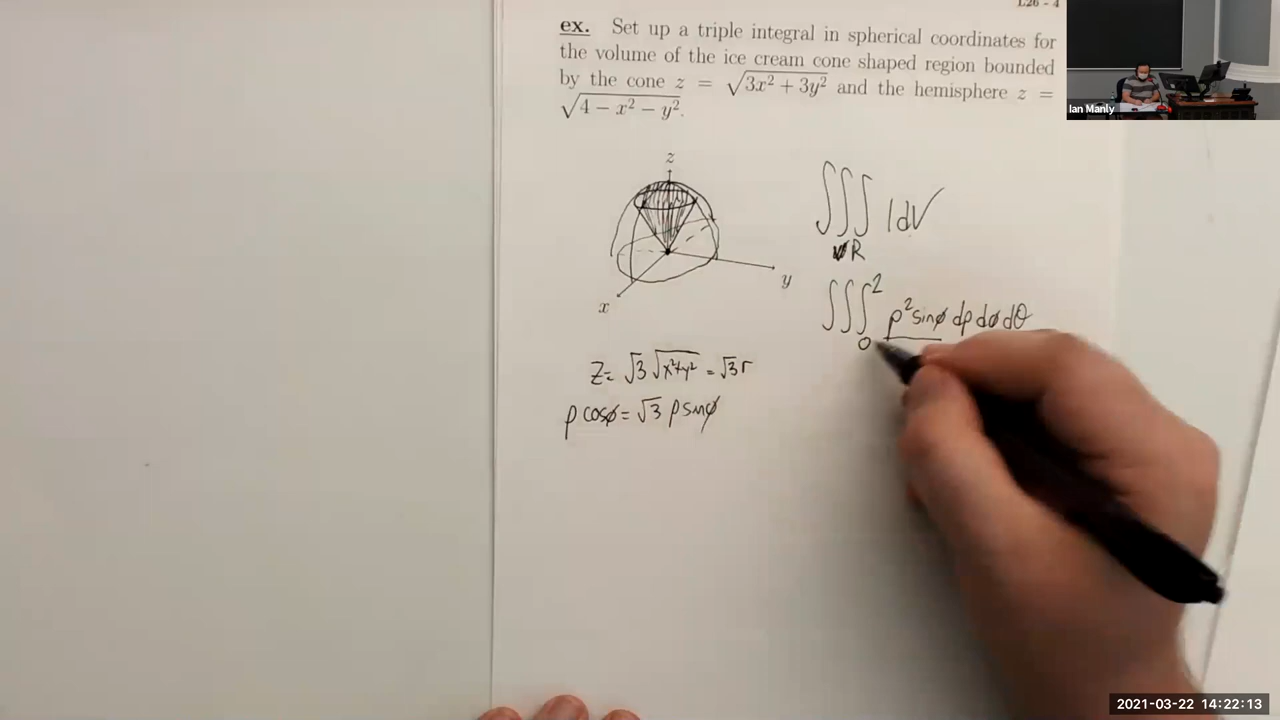 L26 - 4
ex. Set up a triple integral in spherical coordinates for
the volume of the ice cream cone shaped region bounded
by the cone z = √3x² + 3y² and the hemisphere z =
√4 − x² − y².
Ian Manly
z
y
x
∭ 1dV
R
∭ 2
0 ρ² sinϕ dρ dϕ dθ
z = √3 √x²+y² = √3 r
ρ cosϕ = √3 ρ sinϕ
2021-03-22 14:22:13